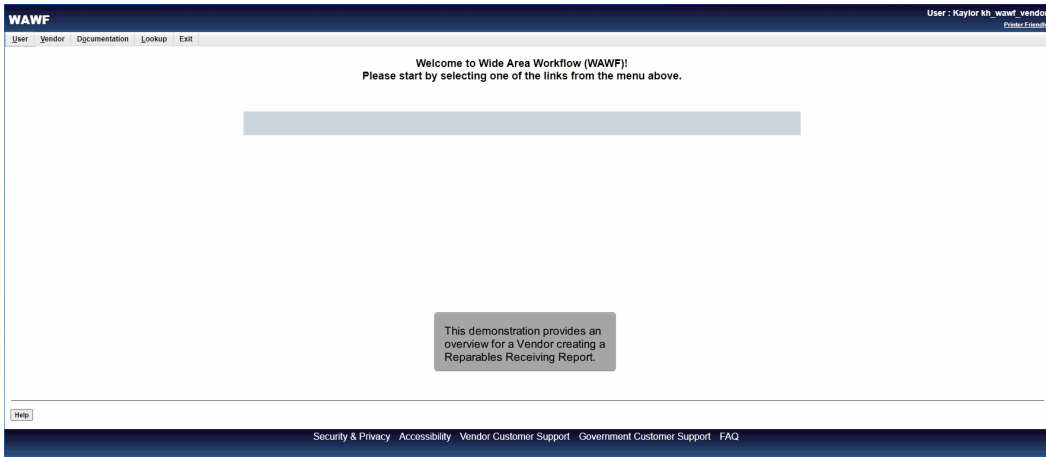 WAWF
User : Kaylor kh_wawf_vendor
Printer Friendly
User Vendor Documentation Lookup Exit
Welcome to Wide Area Workflow (WAWF)!
Please start by selecting one of the links from the menu above.
This demonstration provides an
overview for a Vendor creating a
Reparables Receiving Report.
Help
Security & Privacy Accessibility Vendor Customer Support Government Customer Support FAQ